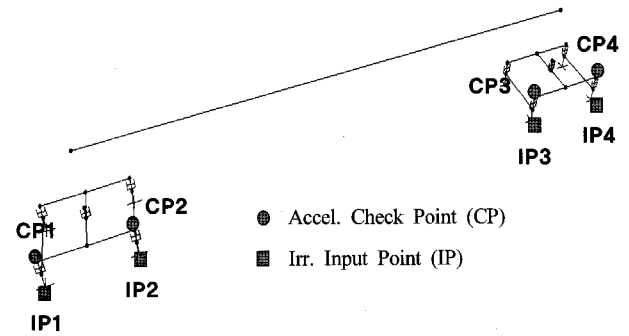 CP4
CP3
IP4
IP3
CP2
CP1
Accel. Check Point (CP)
Irr. Input Point (IP)
IP2
IP1